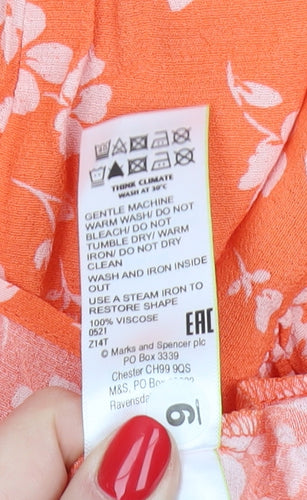 THINK CLIMATE
WASH AT 30°C
GENTLE MACHINE
WARM WASH/ DO NOT
BLEACH/ DO NOT
TUMBLE DRY/ WARM
IRON/ DO NOT DRY
CLEAN
WASH AND IRON INSIDE
OUT
USE A STEAM IRON TO
RESTORE SHAPE
100% VISCOSE
0521
Z14T
EAC
© Marks and Spencer plc
PO Box 3339
Chester CH99 9QS
M&S, PO Box
Ravensda
9